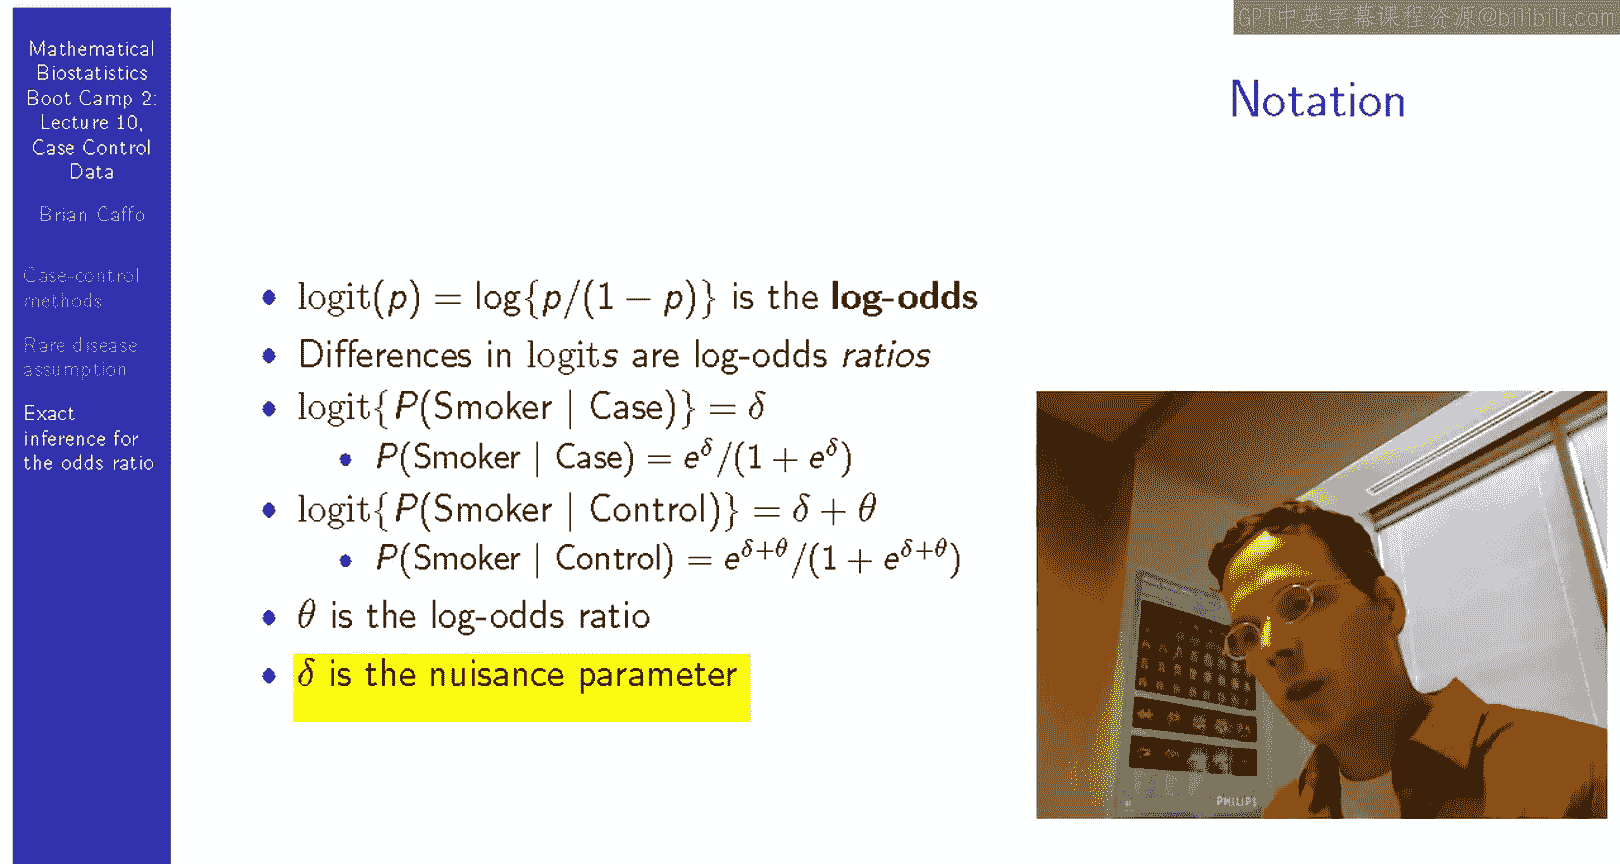 GPT中英字幕课程资源@bilibili.com
Mathematical
Biostatistics
Boot Camp 2:
Lecture 10,
Case Control
Data
Brian Caffo
Case-control
methods
Rare disease
assumption
Exact
inference for
the odds ratio
Notation
• logit(p) = log{p/(1 − p)} is the log-odds
• Differences in logits are log-odds ratios
• logit{P(Smoker | Case)} = δ
• P(Smoker | Case) = e^δ/(1 + e^δ)
• logit{P(Smoker | Control)} = δ + θ
• P(Smoker | Control) = e^{δ+θ}/(1 + e^{δ+θ})
• θ is the log-odds ratio
• δ is the nuisance parameter
PHILIPS